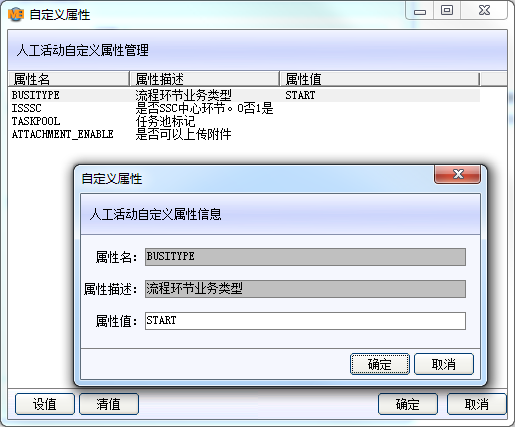 自定义属性
人工活动自定义属性管理
属性名 属性描述 属性值
BUSITYPE 流程环节业务类型 START
ISSSC 是否SSC中心环节。0否1是
TASKPOOL 任务池标记
ATTACHMENT_ENABLE 是否可以上传附件
自定义属性
人工活动自定义属性信息
属性名: BUSITYPE
属性描述: 流程环节业务类型
属性值: START
确定 取消
设值 清值 确定 取消